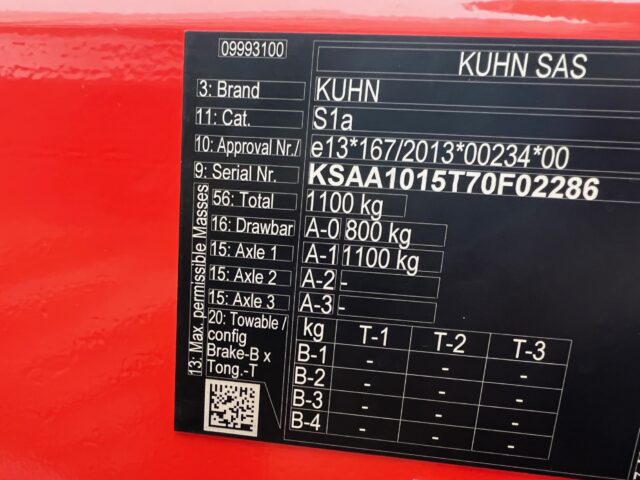 09993100
KUHN SAS
3: Brand KUHN
11: Cat. S1a
10: Approval Nr./ e13*167/2013*00234*00
9: Serial Nr. KSAA1015T70F02286
13: Max. permissible Masses
56: Total 1100 kg
16: Drawbar A-0 800 kg
15: Axle 1 A-1 1100 kg
15: Axle 2 A-2 -
15: Axle 3 A-3 -
20: Towable /
config
Brake-B x
Tong.-T
kg T-1 T-2 T-3
B-1 - - -
B-2 - - -
B-3 - - -
B-4 - - -